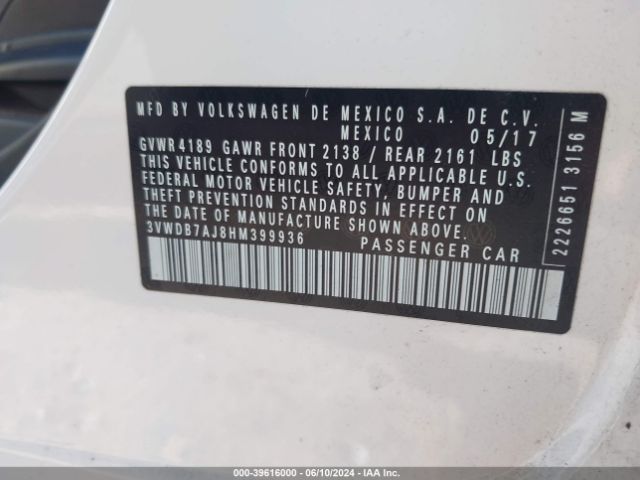 MFD BY VOLKSWAGEN DE MEXICO S.A. DE C.V.
MEXICO 05/17
GVWR 4189 GAWR FRONT 2138 / REAR 2161 LBS
THIS VEHICLE CONFORMS TO ALL APPLICABLE U.S.
FEDERAL MOTOR VEHICLE SAFETY, BUMPER AND
THEFT PREVENTION STANDARDS IN EFFECT ON
THE DATE OF MANUFACTURE SHOWN ABOVE.
3VWDB7AJ8HM399936 PASSENGER CAR
2226651 3156 M
000-39616000 - 06/10/2024 - IAA Inc.